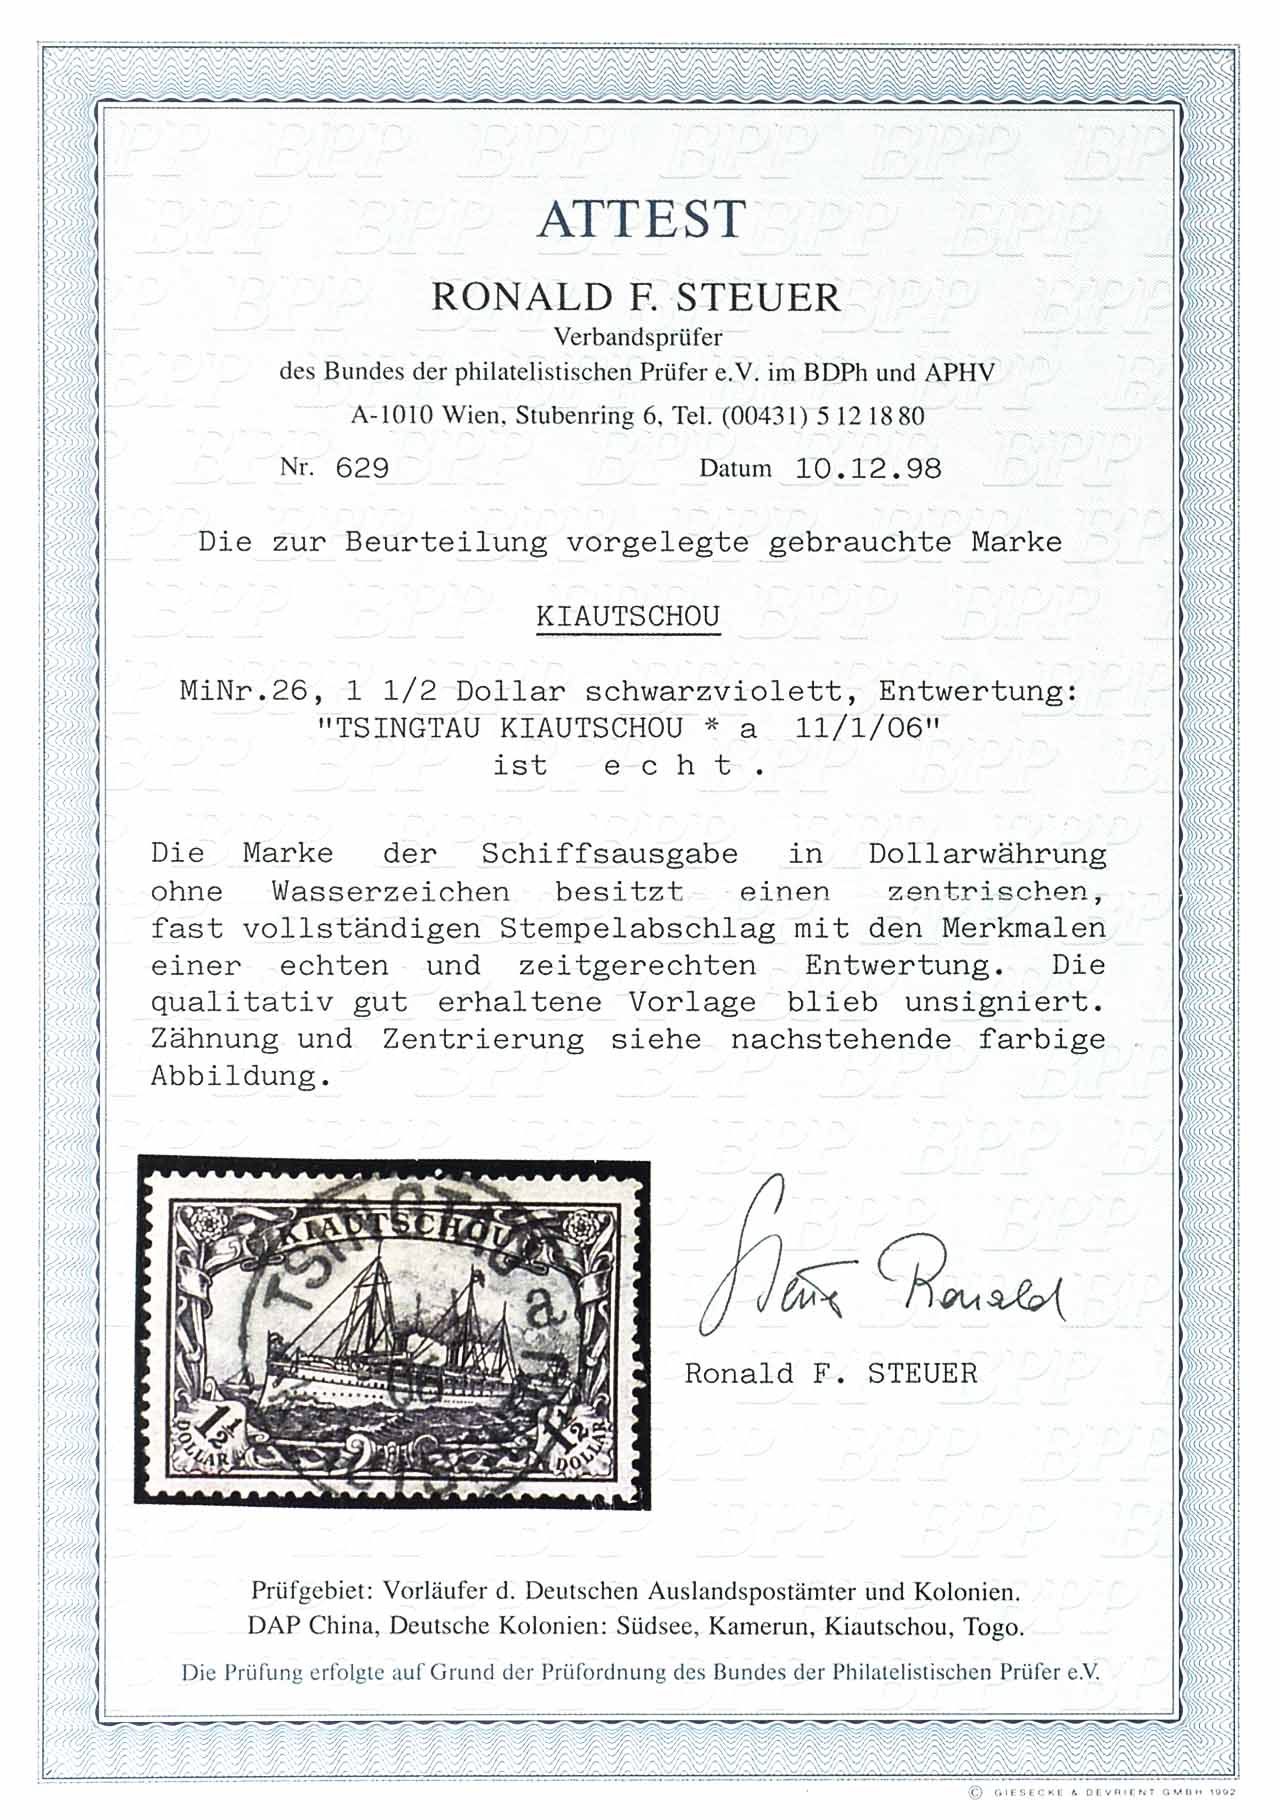 ATTEST
RONALD F. STEUER
Verbandsprüfer
des Bundes der philatelistischen Prüfer e.V. im BDPh und APHV
A-1010 Wien, Stubenring 6, Tel. (00431) 5 12 18 80
Nr. 629 Datum 10.12.98
Die zur Beurteilung vorgelegte gebrauchte Marke
KIAUTSCHOU
MiNr.26, 1 1/2 Dollar schwarzviolett, Entwertung:
"TSINGTAU KIAUTSCHOU * a 11/1/06"
ist e c h t .
Die Marke der Schiffsausgabe in Dollarwährung
ohne Wasserzeichen besitzt einen zentrischen,
fast vollständigen Stempelabschlag mit den Merkmalen
einer echten und zeitgerechten Entwertung. Die
qualitativ gut erhaltene Vorlage blieb unsigniert.
Zähnung und Zentrierung siehe nachstehende farbige
Abbildung.
KIAUTSCHOU
TSINGTAU
a
06
1½ DOLLAR
1½ DOLLAR
Steuer Ronald
Ronald F. STEUER
Prüfgebiet: Vorläufer d. Deutschen Auslandspostämter und Kolonien.
DAP China, Deutsche Kolonien: Südsee, Kamerun, Kiautschou, Togo.
Die Prüfung erfolgte auf Grund der Prüfordnung des Bundes der Philatelistischen Prüfer e.V.
© GIESECKE & DEVRIENT GMBH 1992